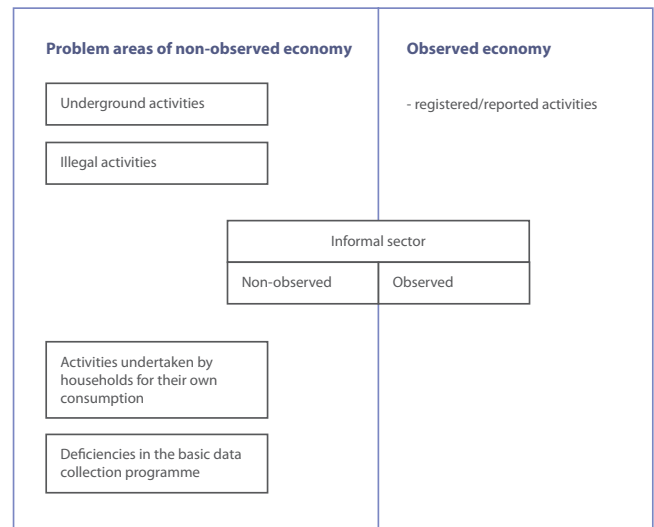 Problem areas of non-observed economy
Observed economy
Underground activities
- registered/reported activities
Illegal activities
Informal sector
Non-observed
Observed
Activities undertaken by
households for their own
consumption
Deficiencies in the basic data
collection programme